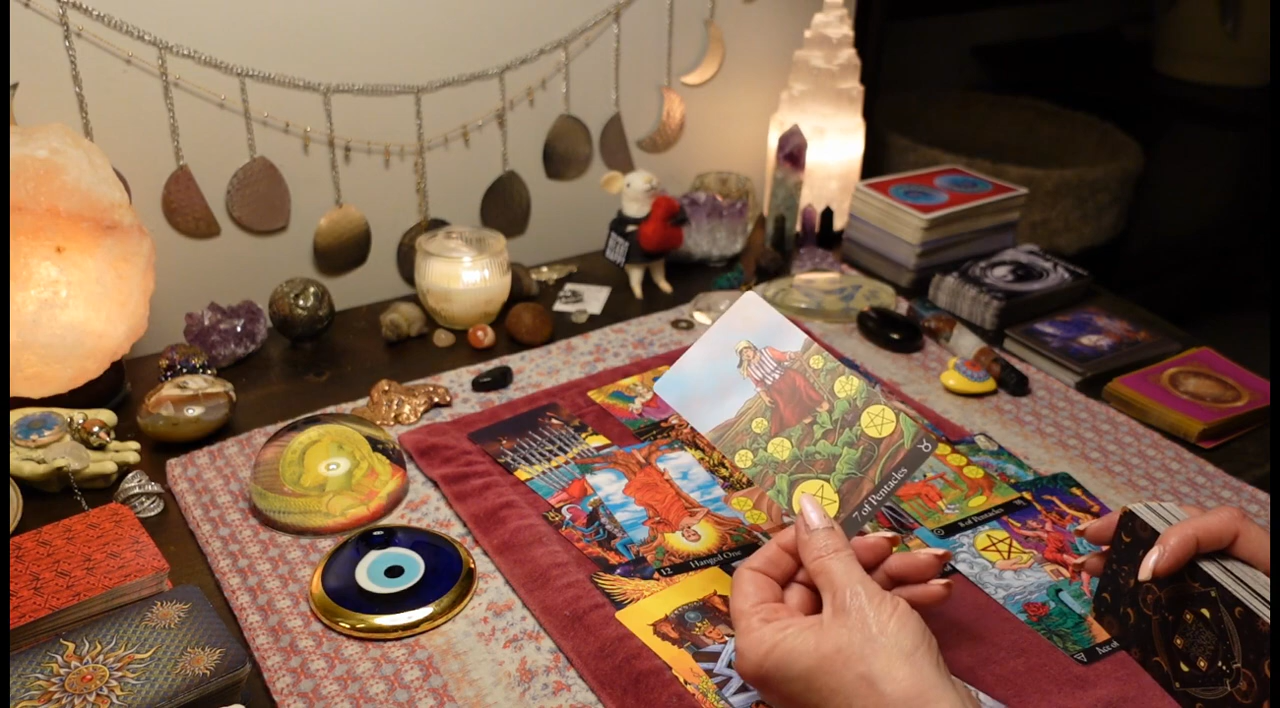 7 of Pentacles
8 of Pentacles
12 Hanged One
Ace of